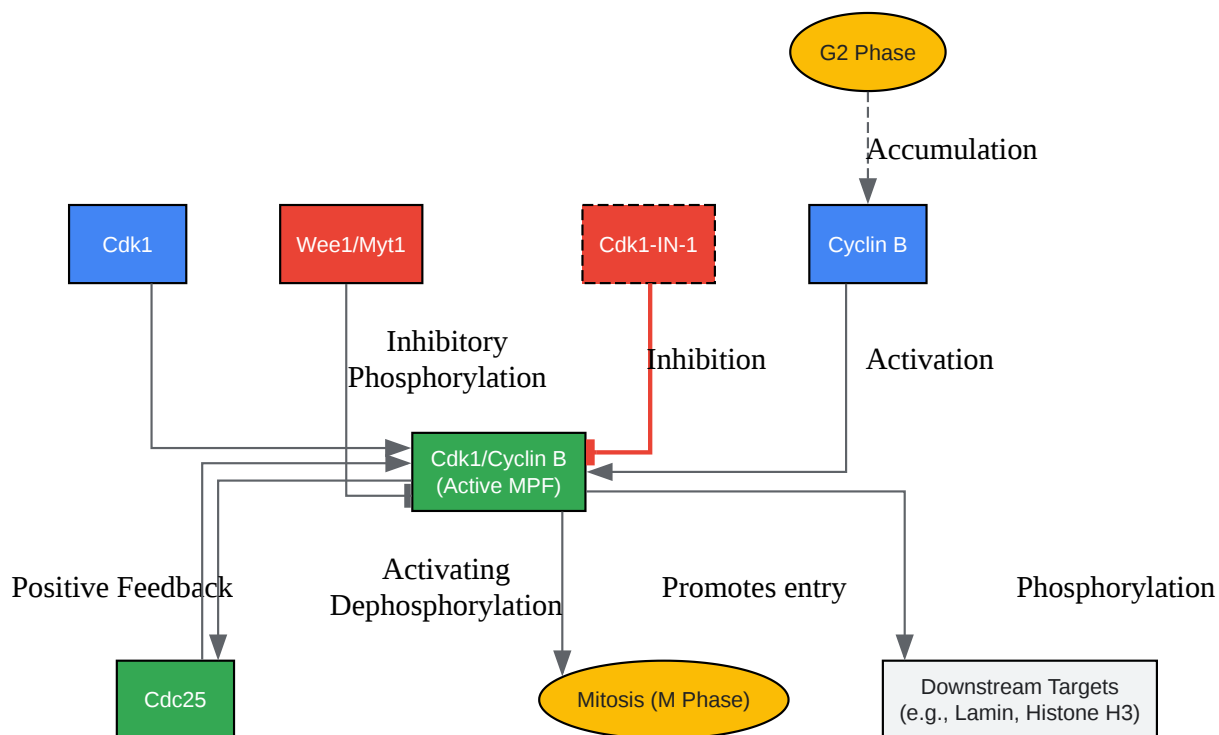 G2 Phase
Accumulation
Cdk1
Wee1/Myt1
Cdk1-IN-1
Cyclin B
Inhibitory
Phosphorylation
Inhibition
Activation
Cdk1/Cyclin B
(Active MPF)
Positive Feedback
Activating
Dephosphorylation
Promotes entry
Phosphorylation
Cdc25
Mitosis (M Phase)
Downstream Targets
(e.g., Lamin, Histone H3)